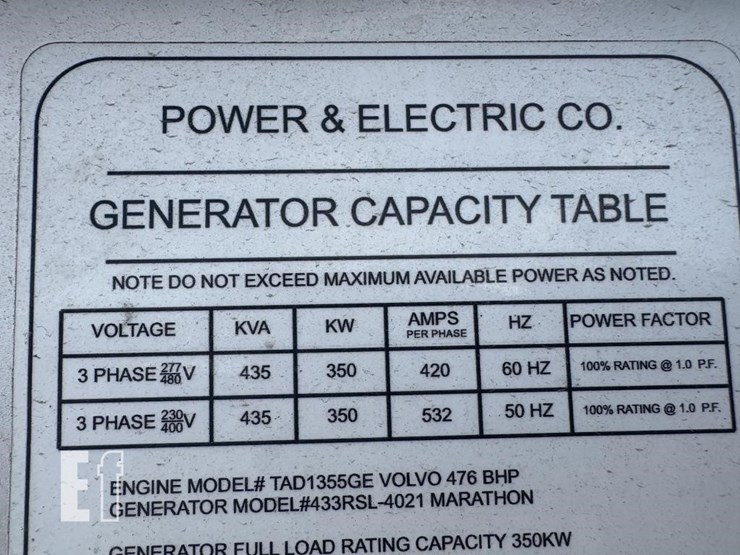 POWER & ELECTRIC CO.
GENERATOR CAPACITY TABLE
NOTE DO NOT EXCEED MAXIMUM AVAILABLE POWER AS NOTED.
VOLTAGE KVA KW AMPS PER PHASE HZ POWER FACTOR
3 PHASE 277/480 V 435 350 420 60 HZ 100% RATING @ 1.0 P.F.
3 PHASE 230/400 V 435 350 532 50 HZ 100% RATING @ 1.0 P.F.
ENGINE MODEL# TAD1355GE VOLVO 476 BHP
GENERATOR MODEL#433RSL-4021 MARATHON
GENERATOR FULL LOAD RATING CAPACITY 350KW
Ef